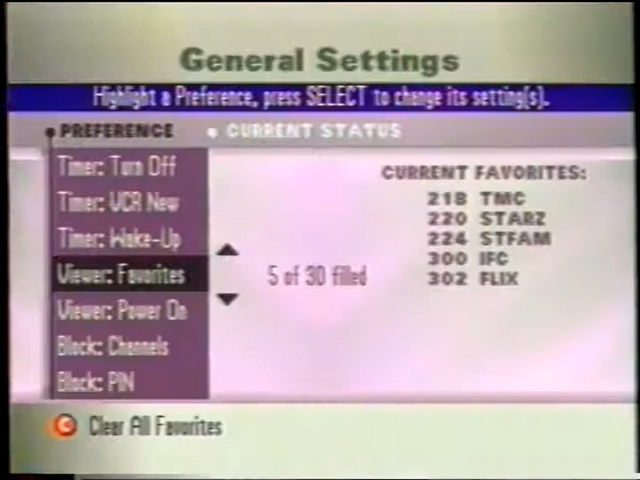 General Settings
Highlight a Preference, press SELECT to change its setting(s).
PREFERENCE CURRENT STATUS
Timer: Turn Off
Timer: VCR New
Timer: Wake-Up
Viewer: Favorites
Viewer: Power On
Block: Channels
Block: PIN
5 of 30 filled
CURRENT FAVORITES:
218 TMC
220 STARZ
224 STFAM
300 IFC
302 FLIX
C Clear All Favorites